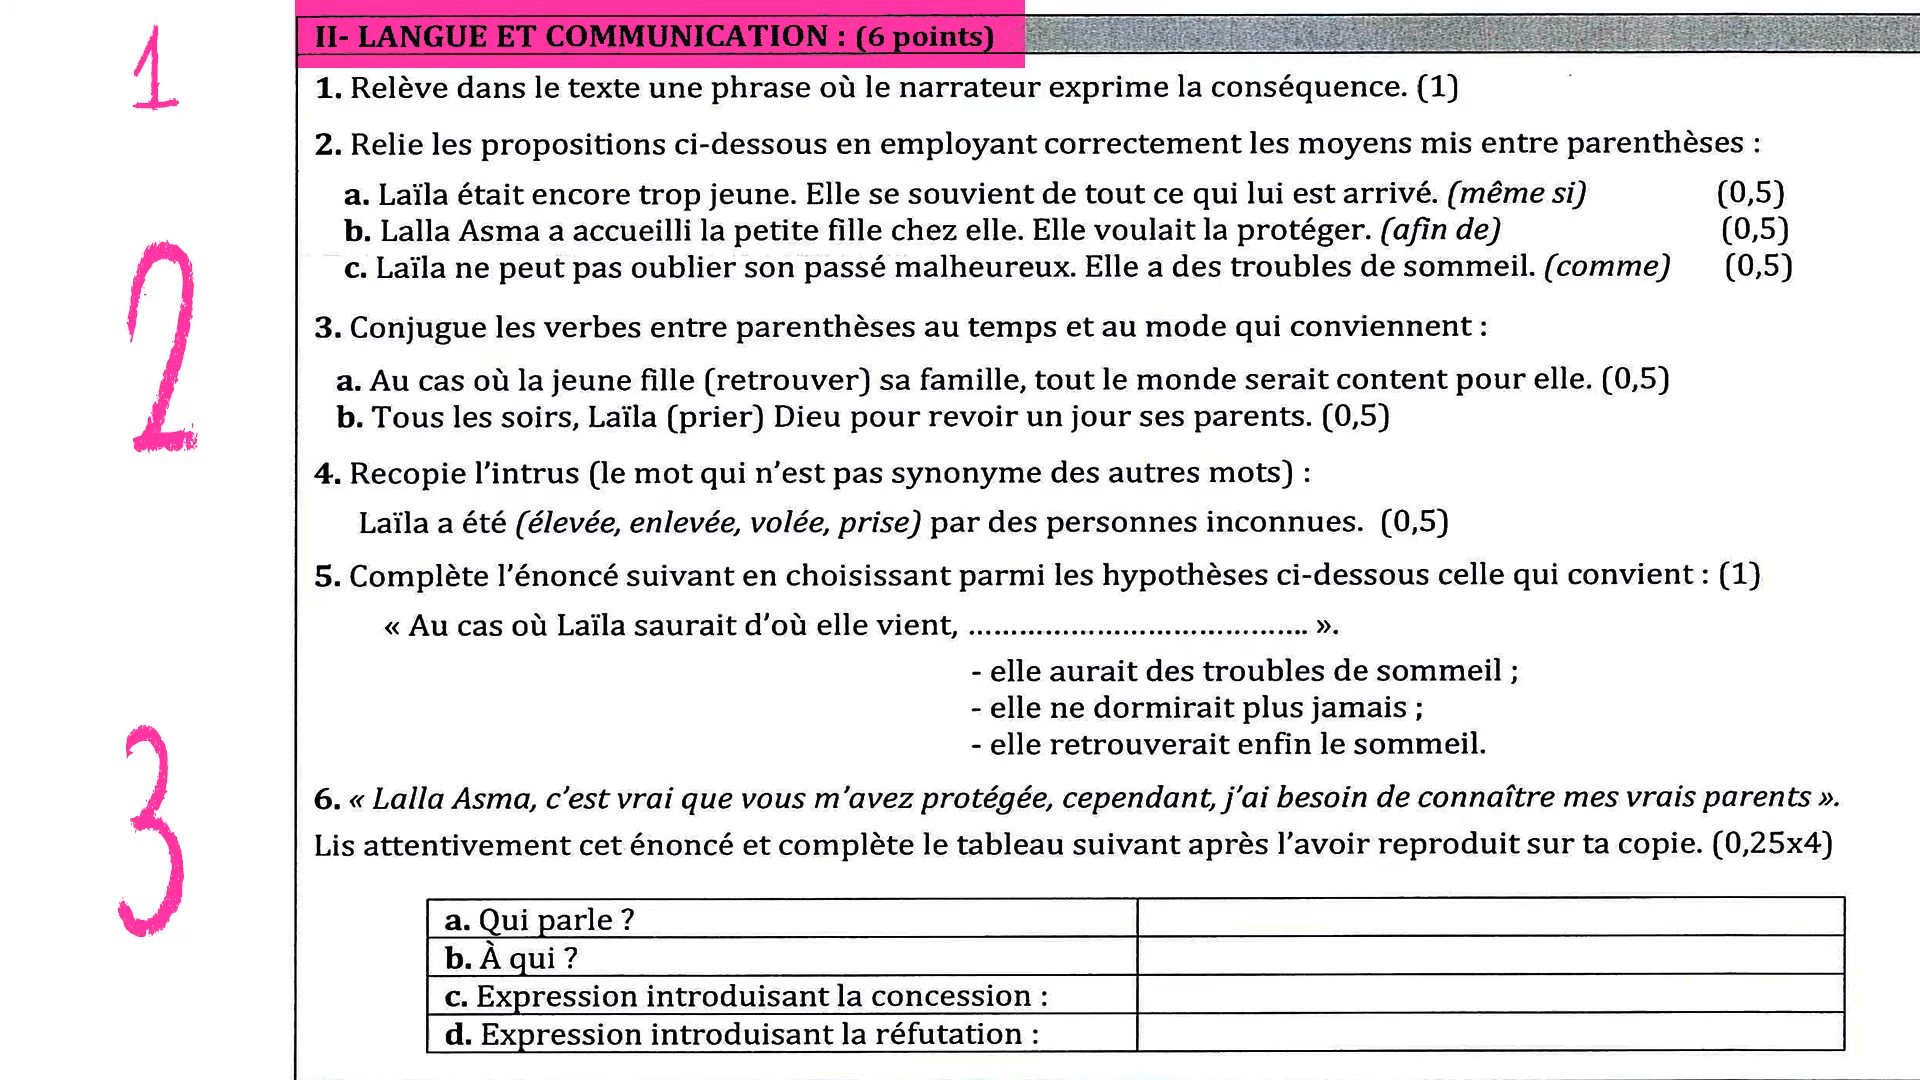 1
II- LANGUE ET COMMUNICATION : (6 points)
1. Relève dans le texte une phrase où le narrateur exprime la conséquence. (1)
2. Relie les propositions ci-dessous en employant correctement les moyens mis entre parenthèses :
a. Laïla était encore trop jeune. Elle se souvient de tout ce qui lui est arrivé. (même si) (0,5)
2
b. Lalla Asma a accueilli la petite fille chez elle. Elle voulait la protéger. (afin de) (0,5)
c. Laïla ne peut pas oublier son passé malheureux. Elle a des troubles de sommeil. (comme) (0,5)
3. Conjugue les verbes entre parenthèses au temps et au mode qui conviennent :
a. Au cas où la jeune fille (retrouver) sa famille, tout le monde serait content pour elle. (0,5)
b. Tous les soirs, Laïla (prier) Dieu pour revoir un jour ses parents. (0,5)
4. Recopie l'intrus (le mot qui n'est pas synonyme des autres mots) :
Laïla a été (élevée, enlevée, volée, prise) par des personnes inconnues. (0,5)
5. Complète l'énoncé suivant en choisissant parmi les hypothèses ci-dessous celle qui convient : (1)
« Au cas où Laïla saurait d'où elle vient, ........................................ ».
- elle aurait des troubles de sommeil ;
- elle ne dormirait plus jamais ;
- elle retrouverait enfin le sommeil.
3
6. « Lalla Asma, c'est vrai que vous m'avez protégée, cependant, j'ai besoin de connaître mes vrais parents ».
Lis attentivement cet énoncé et complète le tableau suivant après l'avoir reproduit sur ta copie. (0,25x4)
a. Qui parle ?
b. À qui ?
c. Expression introduisant la concession :
d. Expression introduisant la réfutation :